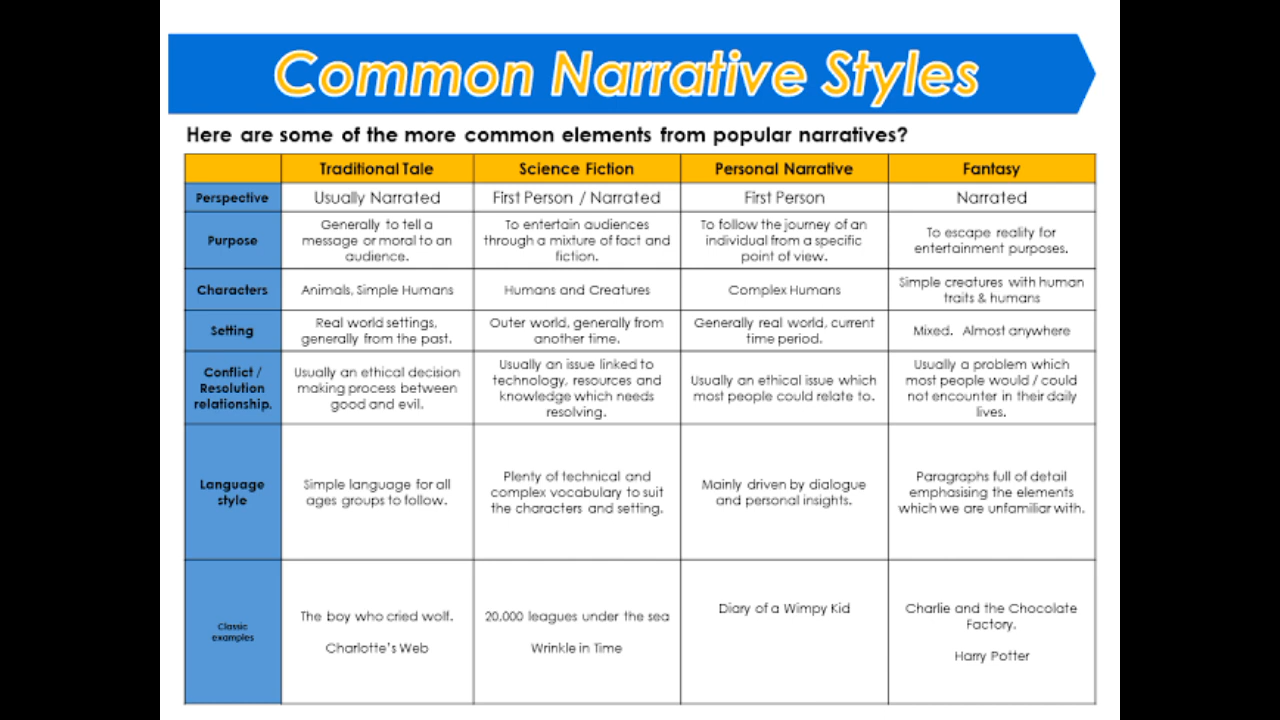 Common Narrative Styles
Here are some of the more common elements from popular narratives?
Traditional Tale
Science Fiction
Personal Narrative
Fantasy
Perspective
Usually Narrated
First Person / Narrated
First Person
Narrated
Purpose
Generally to tell a
message or moral to an
audience.
To entertain audiences
through a mixture of fact and
fiction.
To follow the journey of an
individual from a specific
point of view.
To escape reality for
entertainment purposes.
Characters
Animals, Simple Humans
Humans and Creatures
Complex Humans
Simple creatures with human
traits & humans
Setting
Real world settings,
generally from the past.
Outer world, generally from
another time.
Generally real world, current
time period.
Mixed. Almost anywhere
Conflict /
Resolution
relationship.
Usually an ethical decision
making process between
good and evil.
Usually an issue linked to
technology, resources and
knowledge which needs
resolving.
Usually an ethical issue which
most people could relate to.
Usually a problem which
most people would / could
not encounter in their daily
lives.
Language
style
Simple language for all
ages groups to follow.
Plenty of technical and
complex vocabulary to suit
the characters and setting.
Mainly driven by dialogue
and personal insights.
Paragraphs full of detail
emphasising the elements
which we are unfamiliar with.
Classic
examples
The boy who cried wolf.
Charlotte's Web
20,000 leagues under the sea
Wrinkle in Time
Diary of a Wimpy Kid
Charlie and the Chocolate
Factory.
Harry Potter